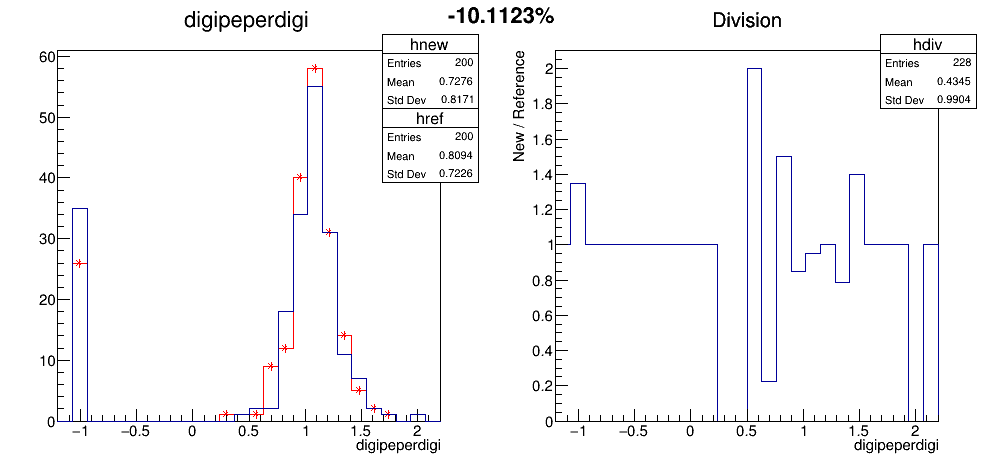 -10.1123%
digipeperdigi
hnew
Entries 200
Mean 0.7276
Std Dev 0.8171
href
Entries 200
Mean 0.8094
Std Dev 0.7226
60
50
40
30
20
10
0
−1 −0.5 0 0.5 1 1.5 2
digipeperdigi
Division
hdiv
Entries 228
Mean 0.4345
Std Dev 0.9904
New / Reference
2
1.8
1.6
1.4
1.2
1
0.8
0.6
0.4
0.2
0
−1 −0.5 0 0.5 1 1.5 2
digipeperdigi